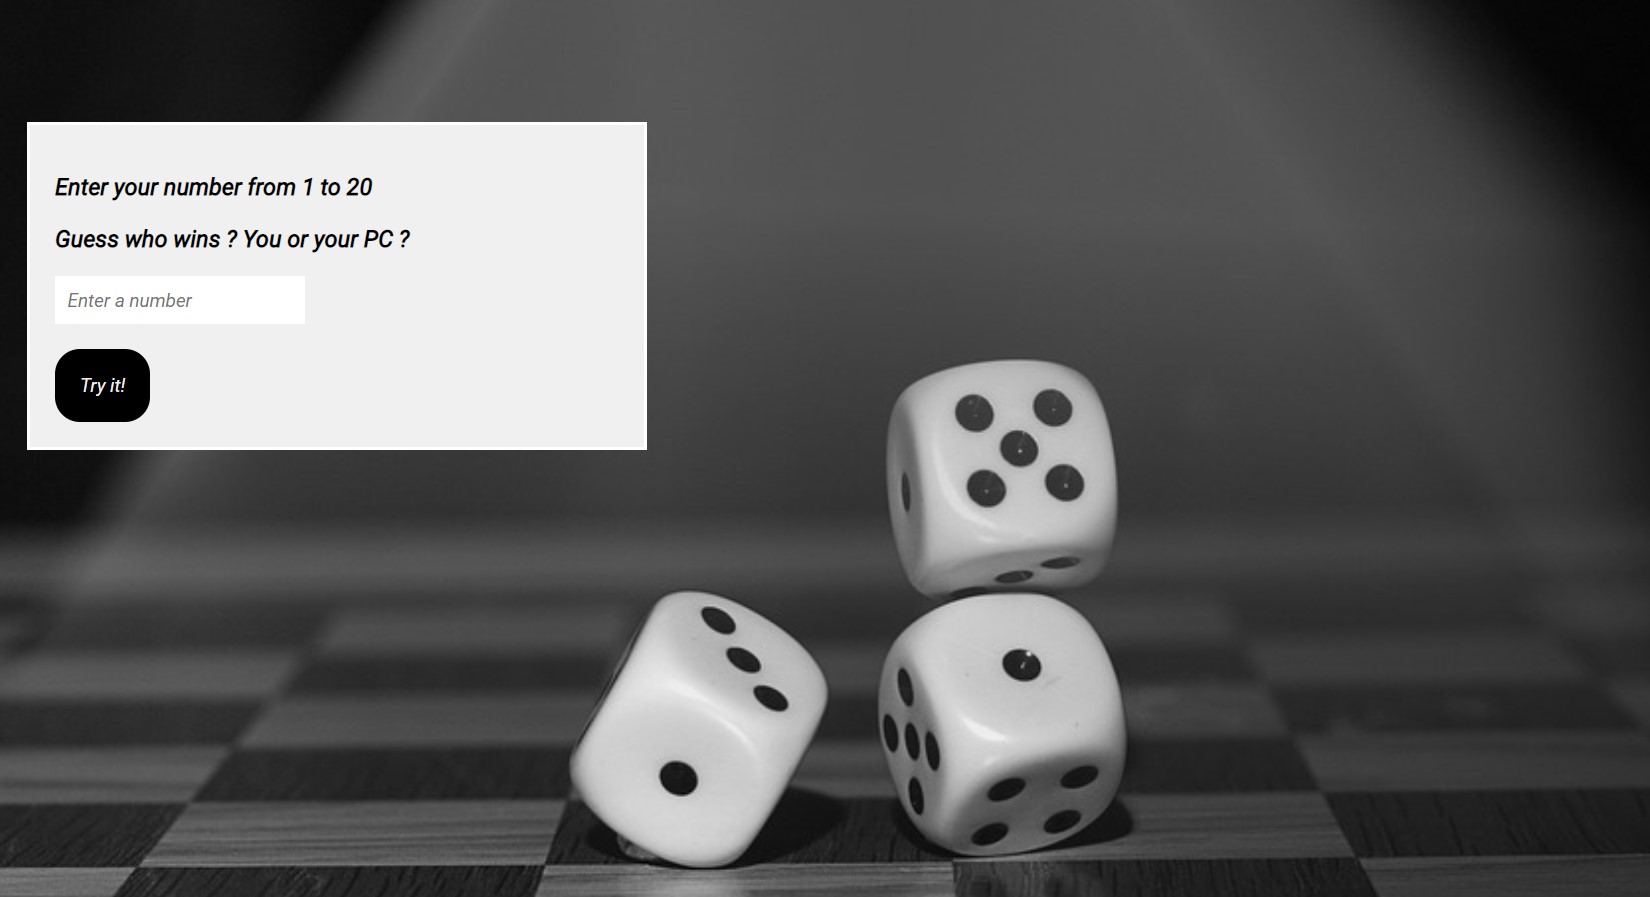 Enter your number from 1 to 20
Guess who wins ? You or your PC ?
Enter a number
Try it!